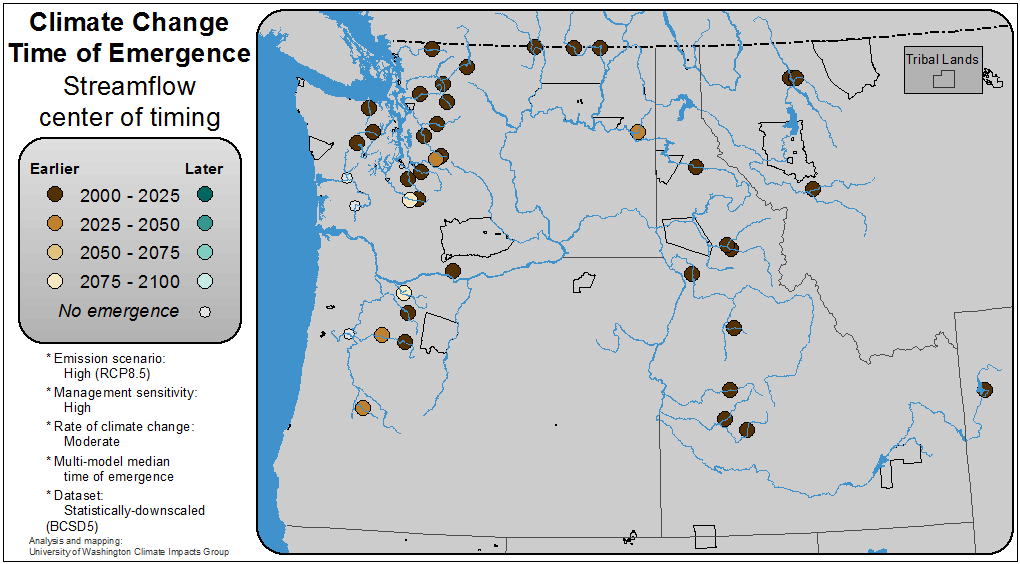 Climate Change
Time of Emergence
Streamflow
center of timing
Earlier Later
2000 - 2025
2025 - 2050
2050 - 2075
2075 - 2100
No emergence
* Emission scenario:
High (RCP8.5)
* Management sensitivity:
High
* Rate of climate change:
Moderate
* Multi-model median
time of emergence
* Dataset:
Statistically-downscaled
(BCSD5)
Analysis and mapping:
University of Washington Climate Impacts Group
Tribal Lands